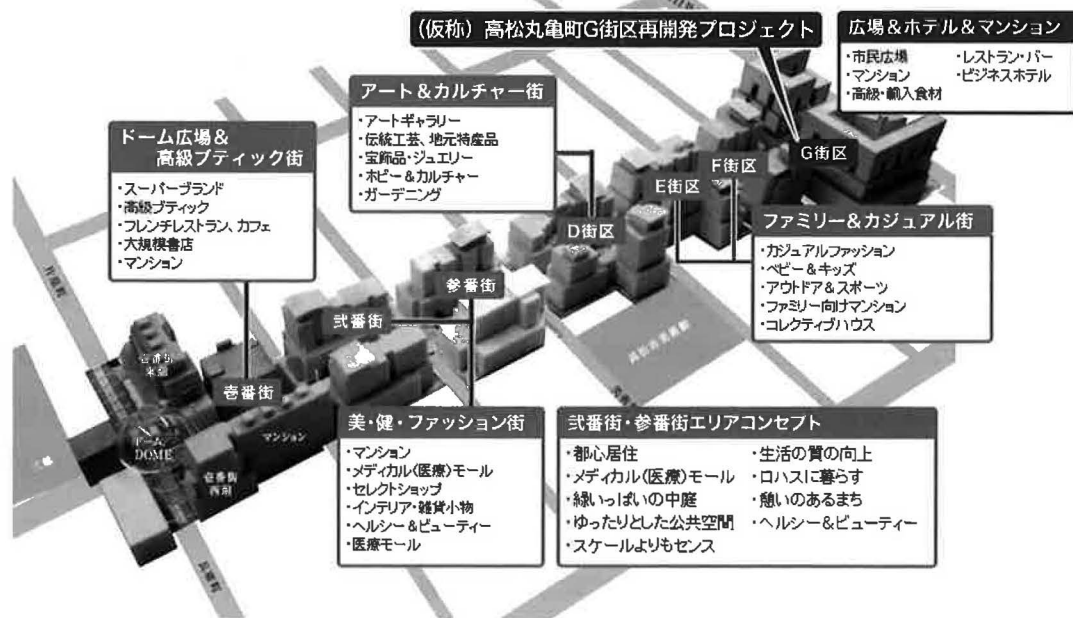 (仮称) 高松丸亀町G街区再開発プロジェクト
広場＆ホテル＆マンション
・市民広場
・マンション
・高級・輸入食材
・レストラン・バー
・ビジネスホテル
アート＆カルチャー街
・アートギャラリー
・伝統工芸、地元特産品
・宝飾品・ジュエリー
・ホビー＆カルチャー
・ガーデニング
ドーム広場＆
高級ブティック街
・スーパーブランド
・高級ブティック
・フレンチレストラン、カフェ
・大規模書店
・マンション
G街区
F街区
E街区
D街区
ファミリー＆カジュアル街
・カジュアルファッション
・ベビー＆キッズ
・アウトドア＆スポーツ
・ファミリー向けマンション
・コレクティブハウス
参番街
弐番街
壱番街
壱番街
東館
マンション
ドーム
DOME
壱番街
西館
高松市美術館
美・健・ファッション街
・マンション
・メディカル(医療)モール
・セレクトショップ
・インテリア・雑貨小物
・ヘルシー＆ビューティー
・医療モール
弐番街・参番街エリアコンセプト
・都心居住
・メディカル(医療)モール
・緑いっぱいの中庭
・ゆったりとした公共空間
・スケールよりもセンス
・生活の質の向上
・ロハスに暮らす
・憩いのあるまち
・ヘルシー＆ビューティー